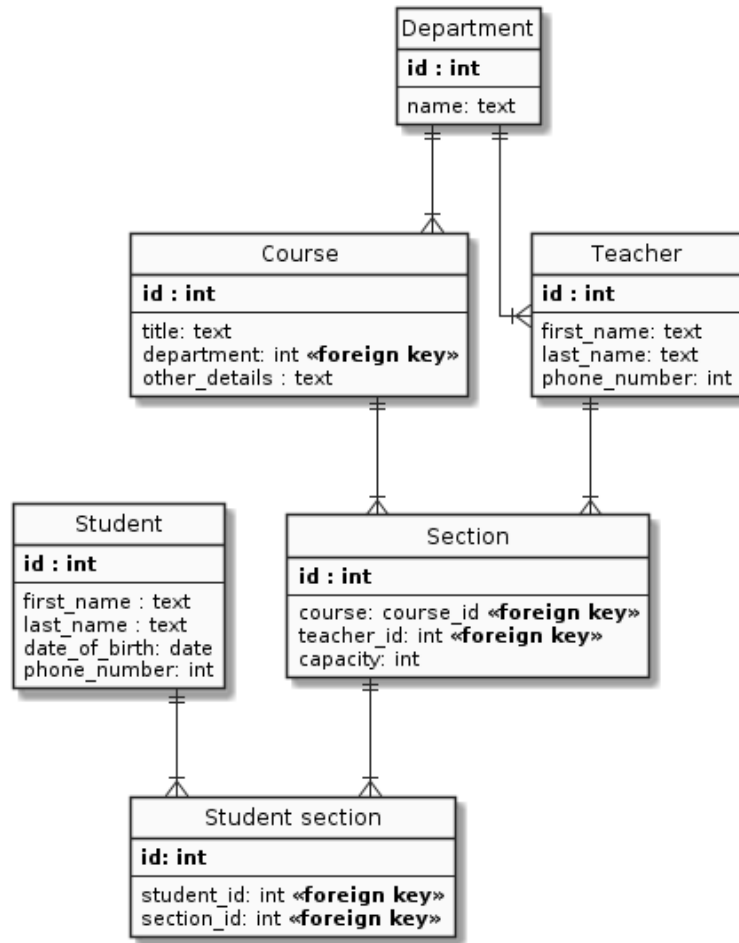 Department
id : int
name: text
Course
id : int
title: text
department: int «foreign key»
other_details : text
Teacher
id : int
first_name: text
last_name: text
phone_number: int
Student
id : int
first_name : text
last_name : text
date_of_birth: date
phone_number: int
Section
id : int
course: course_id «foreign key»
teacher_id: int «foreign key»
capacity: int
Student section
id: int
student_id: int «foreign key»
section_id: int «foreign key»